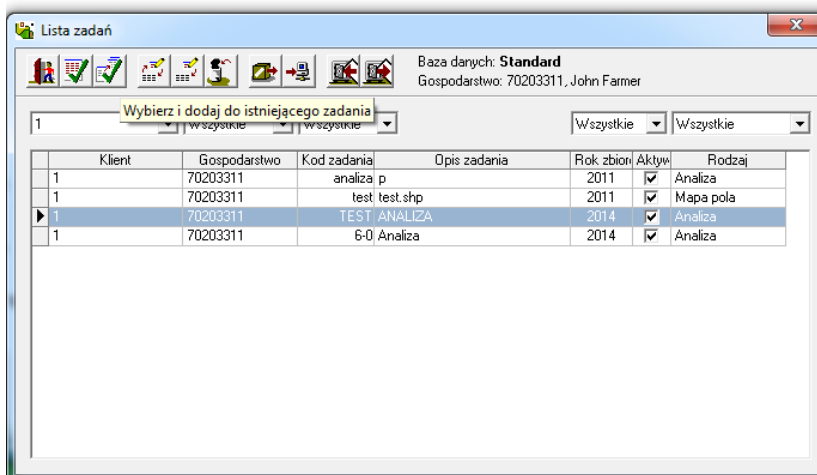 Lista zadań
Baza danych: Standard
Gospodarstwo: 70203311, John Farmer
Wybierz i dodaj do istniejącego zadania
1 Wszystkie Wszystkie Wszystkie Wszystkie
Klient Gospodarstwo Kod zadania Opis zadania Rok zbior Aktyw Rodzaj
1 70203311 analiza p 2011 Analiza
1 70203311 test test.shp 2011 Mapa pola
1 70203311 TEST ANALIZA 2014 Analiza
1 70203311 6-0 Analiza 2014 Analiza